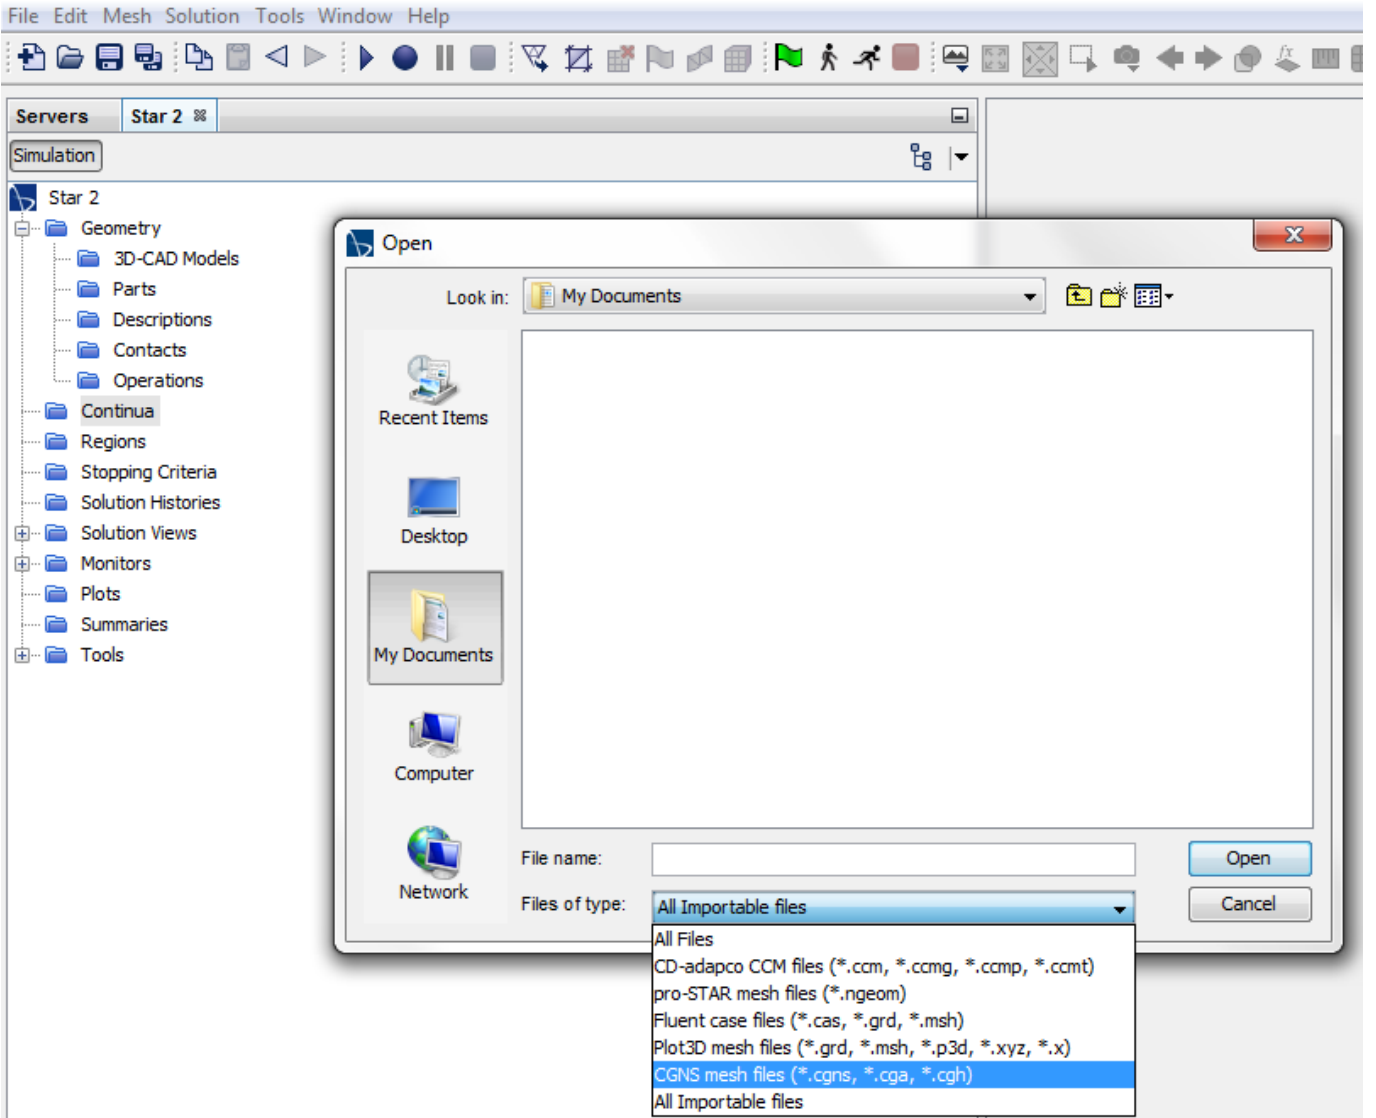 File Edit Mesh Solution Tools Window Help
Servers Star 2
Simulation
Star 2
Geometry
3D-CAD Models
Parts
Descriptions
Contacts
Operations
Continua
Regions
Stopping Criteria
Solution Histories
Solution Views
Monitors
Plots
Summaries
Tools
Open
Look in: My Documents
Recent Items
Desktop
My Documents
Computer
Network
File name: Open
Files of type: All Importable files Cancel
All Files
CD-adapco CCM files (*.ccm, *.ccmg, *.ccmp, *.ccmt)
pro-STAR mesh files (*.ngeom)
Fluent case files (*.cas, *.grd, *.msh)
Plot3D mesh files (*.grd, *.msh, *.p3d, *.xyz, *.x)
CGNS mesh files (*.cgns, *.cga, *.cgh)
All Importable files